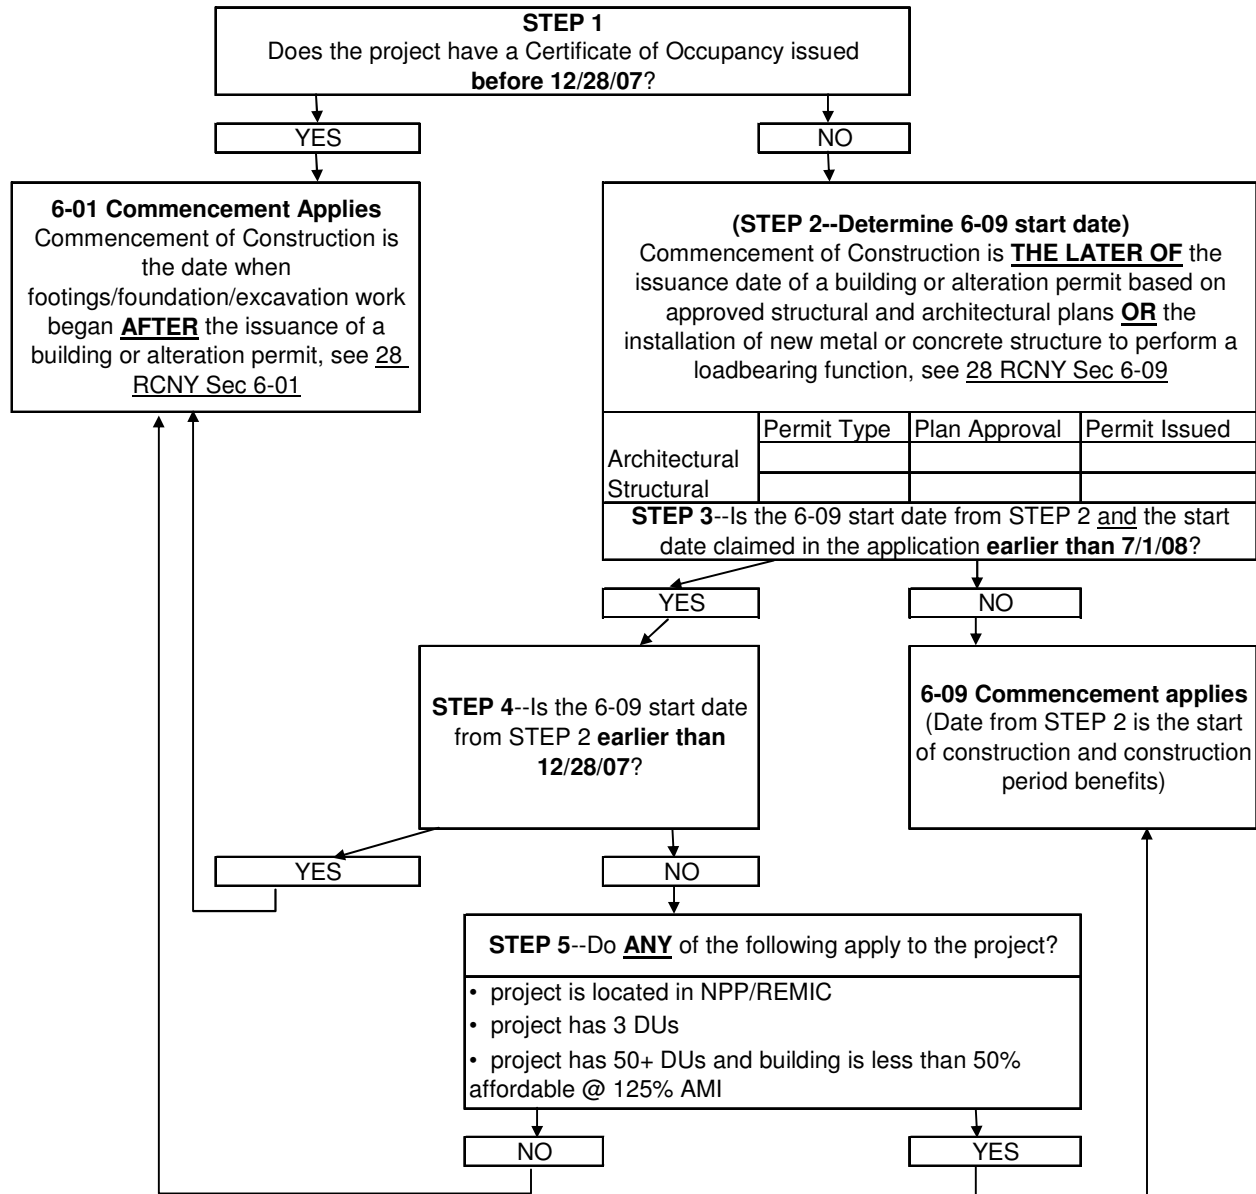 STEP 1
Does the project have a Certificate of Occupancy issued
before 12/28/07?
YES
NO
6-01 Commencement Applies
Commencement of Construction is
the date when
footings/foundation/excavation work
began AFTER the issuance of a
building or alteration permit, see 28
RCNY Sec 6-01
(STEP 2--Determine 6-09 start date)
Commencement of Construction is THE LATER OF the
issuance date of a building or alteration permit based on
approved structural and architectural plans OR the
installation of new metal or concrete structure to perform a
loadbearing function, see 28 RCNY Sec 6-09
Permit Type Plan Approval Permit Issued
Architectural
Structural
STEP 3--Is the 6-09 start date from STEP 2 and the start
date claimed in the application earlier than 7/1/08?
YES
NO
STEP 4--Is the 6-09 start date
from STEP 2 earlier than
12/28/07?
6-09 Commencement applies
(Date from STEP 2 is the start
of construction and construction
period benefits)
YES
NO
STEP 5--Do ANY of the following apply to the project?
• project is located in NPP/REMIC
• project has 3 DUs
• project has 50+ DUs and building is less than 50%
affordable @ 125% AMI
NO
YES